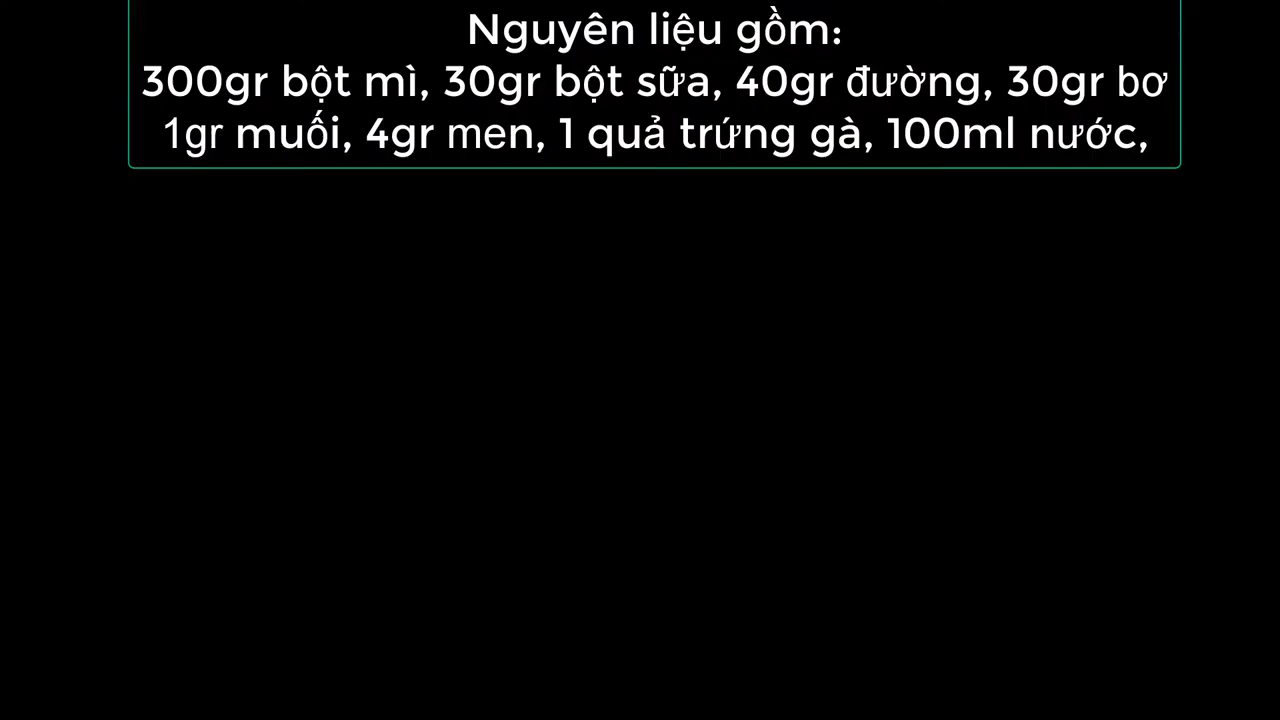 Nguyên liệu gồm:
300gr bột mì, 30gr bột sữa, 40gr đường, 30gr bơ
1gr muối, 4gr men, 1 quả trứng gà, 100ml nước,